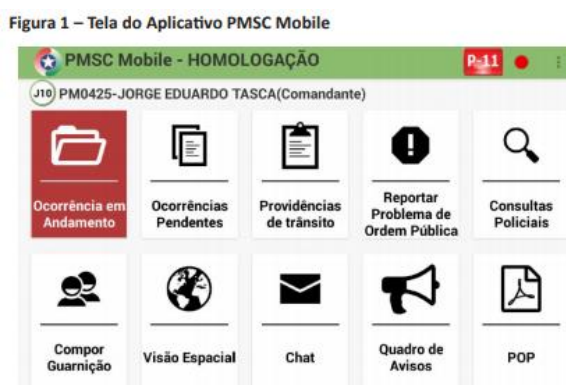 Figura 1 – Tela do Aplicativo PMSC Mobile
PMSC Mobile - HOMOLOGAÇÃO
P-11
J10 PM0425-JORGE EDUARDO TASCA(Comandante)
Ocorrência em
Andamento
Ocorrências
Pendentes
Providências
de trânsito
Reportar
Problema de
Ordem Pública
Consultas
Policiais
Compor
Guarnição
Visão Espacial
Chat
Quadro de
Avisos
POP